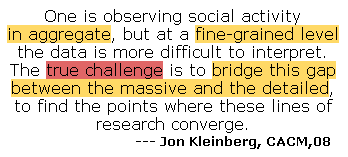 One is observing social activity
in aggregate, but at a fine-grained level
the data is more difficult to interpret.
The true challenge is to bridge this gap
between the massive and the detailed,
to find the points where these lines of
research converge.
--- Jon Kleinberg, CACM,08